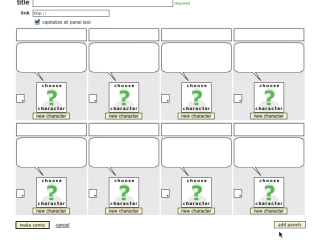 title required
link http://
capitalize all panel text
choose choose choose choose
character character character character
new character new character new character new character
choose choose choose choose
character character character character
new character new character new character new character
make comic cancel add panels